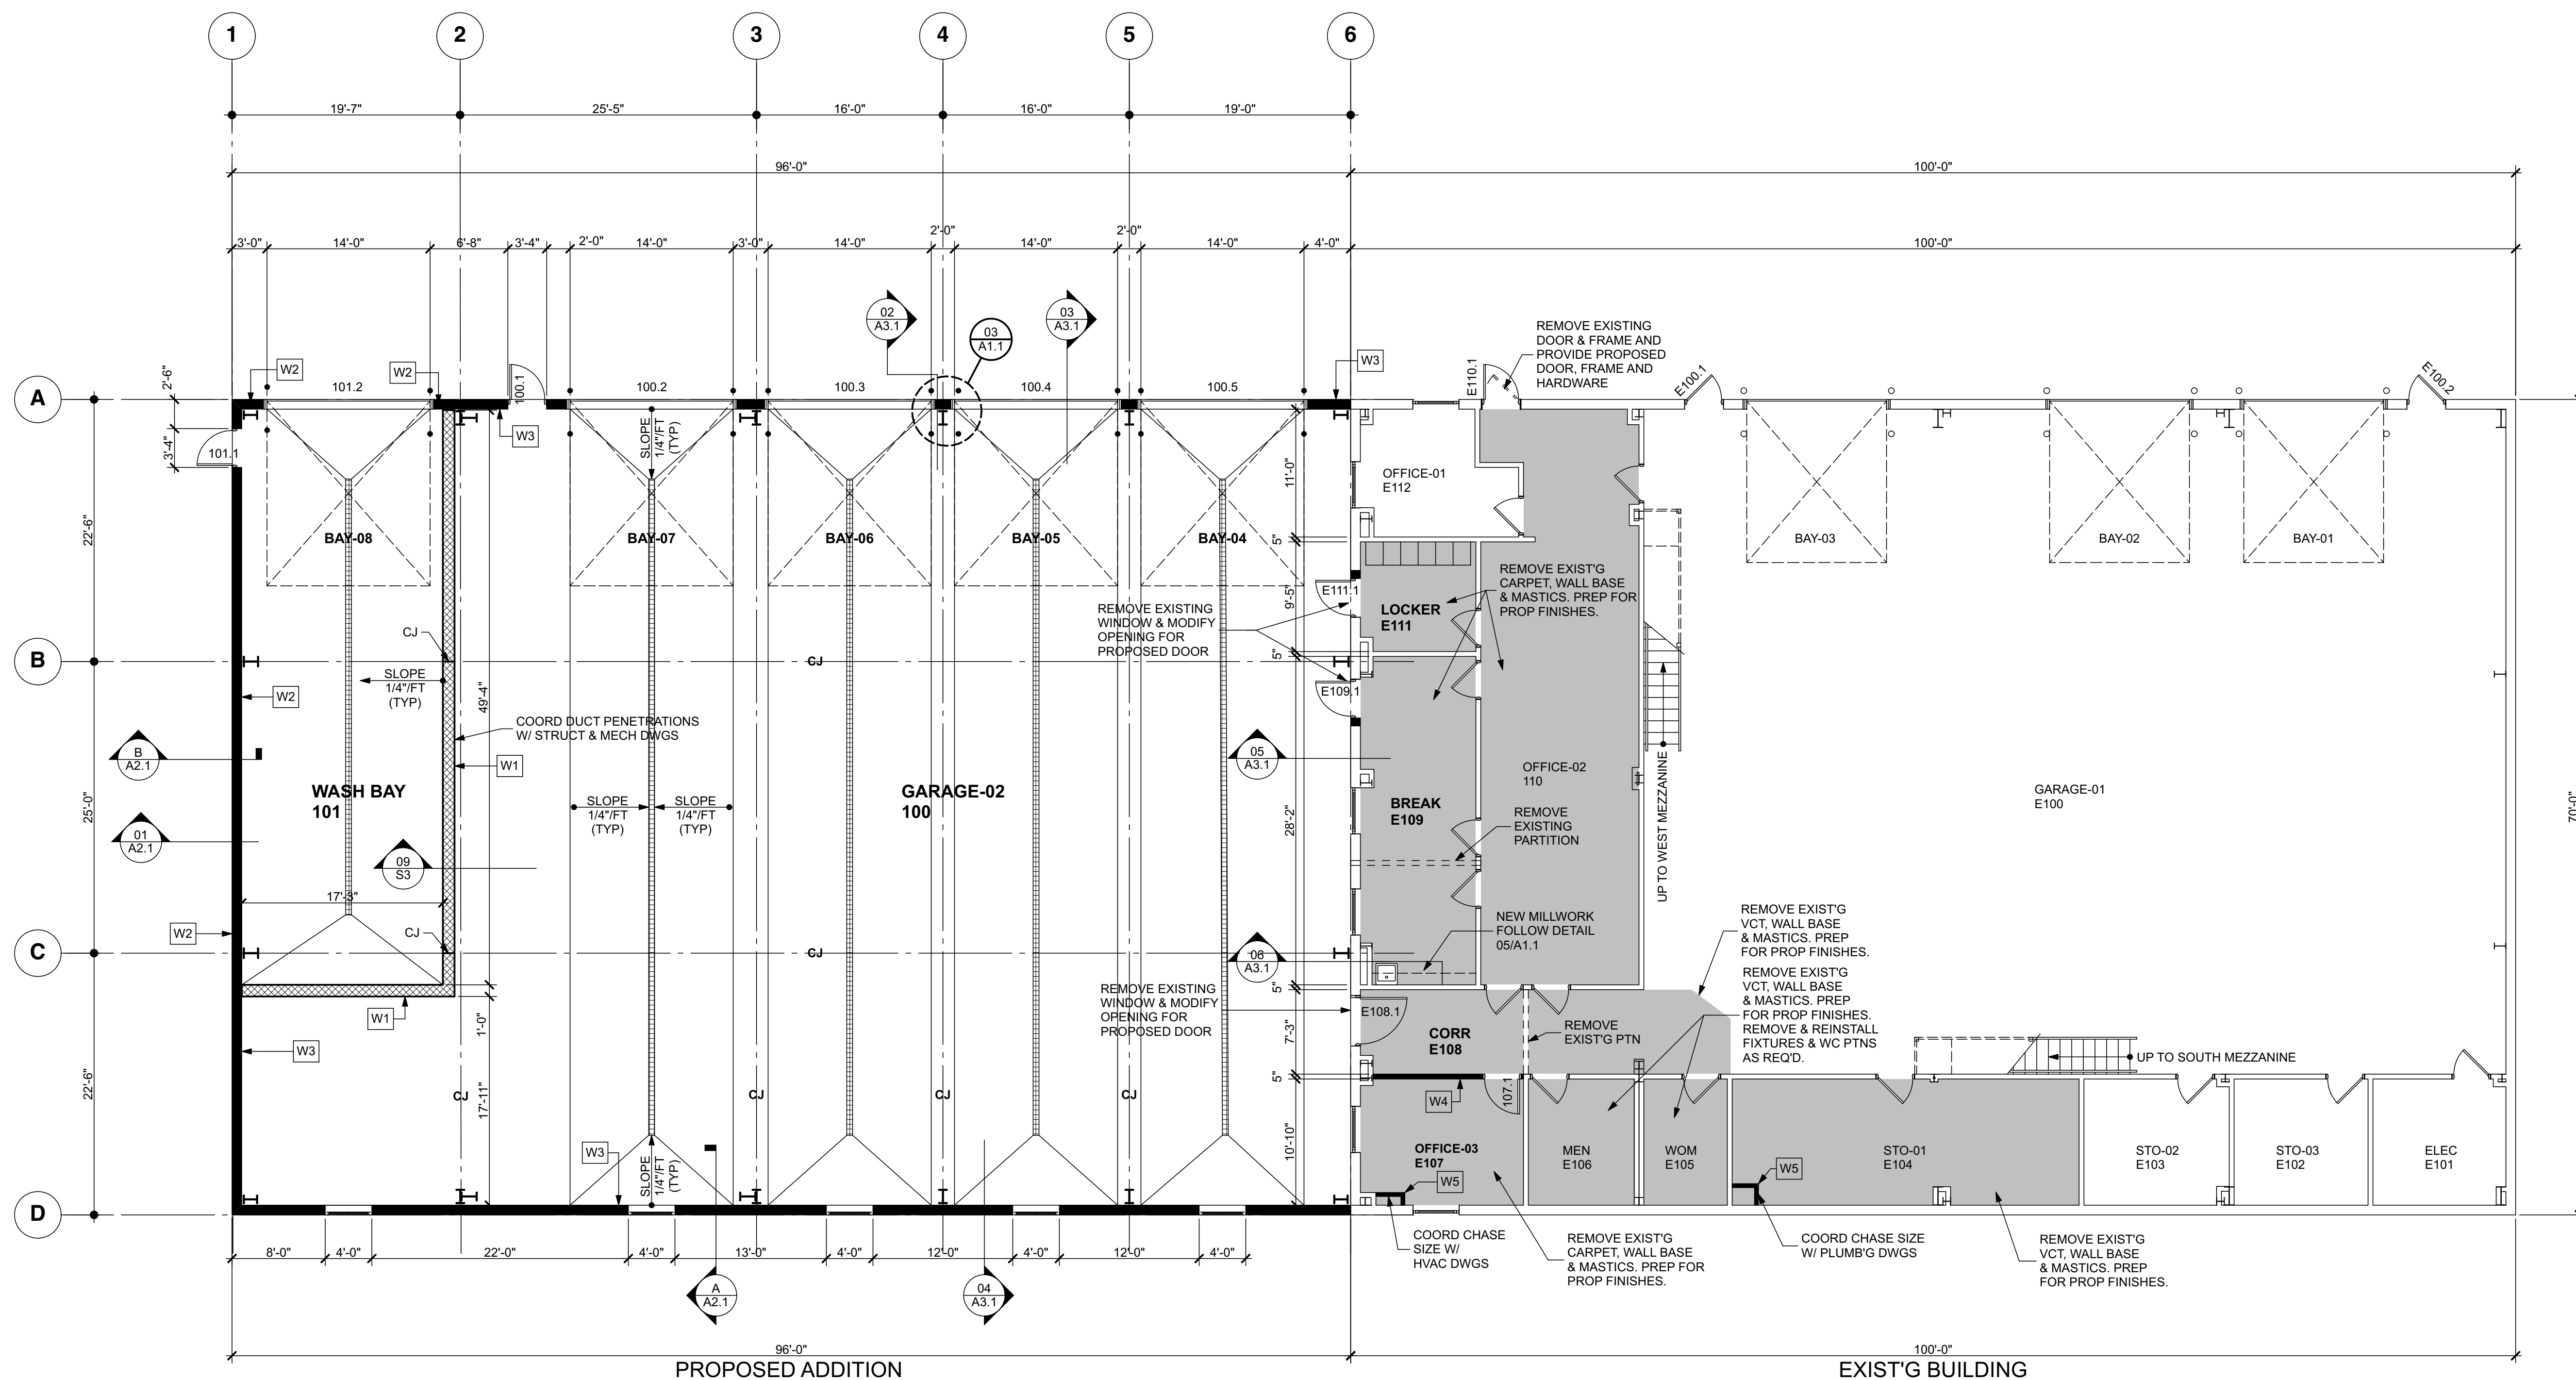 1
2
3
4
5
6
19'-7"
25'-5"
16'-0"
16'-0"
19'-0"
96'-0"
100'-0"
3'-0"
14'-0"
6'-8"
3'-4"
2'-0"
14'-0"
3'-0"
14'-0"
2'-0"
14'-0"
2'-0"
14'-0"
4'-0"
100'-0"
02
A3.1
03
A1.1
03
A3.1
W3
REMOVE EXISTING
DOOR & FRAME AND
PROVIDE PROPOSED
DOOR, FRAME AND
HARDWARE
E110.1
E100.1
E100.2
A
2'-6"
3'-4"
W2
W2
101.2
100.1
100.2
100.3
100.4
100.5
W3
101.1
SLOPE
1/4"/FT
(TYP)
11'-0"
OFFICE-01
E112
22'-6"
BAY-08
BAY-07
BAY-06
BAY-05
BAY-04
5"
BAY-03
BAY-02
BAY-01
REMOVE EXIST'G
CARPET, WALL BASE
& MASTICS. PREP FOR
PROP FINISHES.
E111.1
9'-5"
LOCKER
E111
REMOVE EXISTING
WINDOW & MODIFY
OPENING FOR
PROPOSED DOOR
CJ
B
CJ
5"
SLOPE
1/4"/FT
(TYP)
W2
49'-4"
E109.1
COORD DUCT PENETRATIONS
W/ STRUCT & MECH DWGS
B
A2.1
W1
05
A3.1
OFFICE-02
110
UP TO WEST MEZZANINE
WASH BAY
101
GARAGE-02
100
GARAGE-01
E100
70'-0"
25'-0"
SLOPE
1/4"/FT
(TYP)
SLOPE
1/4"/FT
(TYP)
28'-2"
BREAK
E109
REMOVE
EXISTING
PARTITION
01
A2.1
09
S3
17'-3"
W2
CJ
C
CJ
06
A3.1
NEW MILLWORK
FOLLOW DETAIL
05/A1.1
REMOVE EXIST'G
VCT, WALL BASE
& MASTICS. PREP
FOR PROP FINISHES.
REMOVE EXIST'G
VCT, WALL BASE
& MASTICS. PREP
FOR PROP FINISHES.
REMOVE & REINSTALL
FIXTURES & WC PTNS
AS REQ'D.
5"
REMOVE EXISTING
WINDOW & MODIFY
OPENING FOR
PROPOSED DOOR
W1
1'-0"
E108.1
7'-3"
CORR
E108
REMOVE
EXIST'G PTN
W3
UP TO SOUTH MEZZANINE
5"
22'-6"
CJ
17'-11"
CJ
CJ
CJ
W4
107.1
W3
SLOPE
1/4"/FT
(TYP)
10'-10"
OFFICE-03
E107
W5
MEN
E106
WOM
E105
W5
STO-01
E104
STO-02
E103
STO-03
E102
ELEC
E101
D
8'-0"
4'-0"
22'-0"
4'-0"
13'-0"
4'-0"
12'-0"
4'-0"
12'-0"
4'-0"
COORD CHASE
SIZE W/
HVAC DWGS
REMOVE EXIST'G
CARPET, WALL BASE
& MASTICS. PREP FOR
PROP FINISHES.
COORD CHASE SIZE
W/ PLUMB'G DWGS
REMOVE EXIST'G
VCT, WALL BASE
& MASTICS. PREP
FOR PROP FINISHES.
A
A2.1
04
A3.1
96'-0"
100'-0"
PROPOSED ADDITION
EXIST'G BUILDING